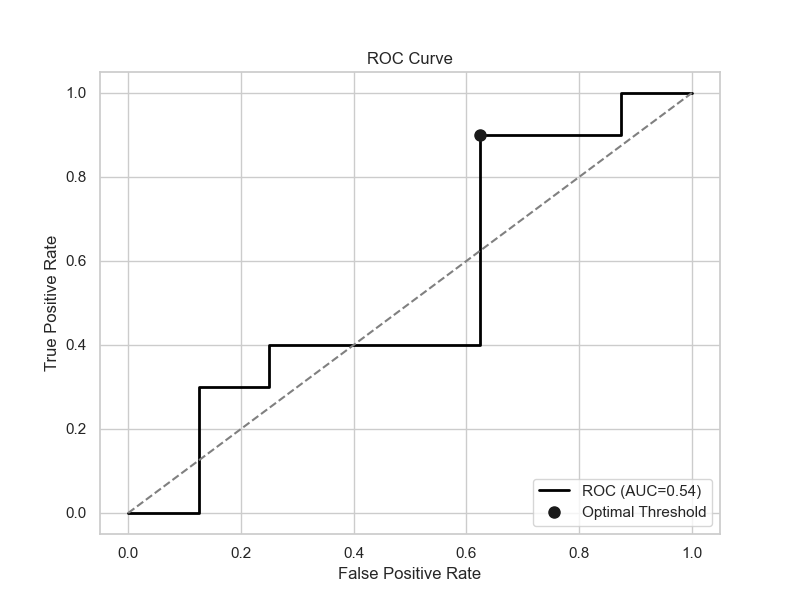 ROC Curve
1.0
0.8
0.6
0.4
0.2
0.0
True Positive Rate
ROC (AUC=0.54)
Optimal Threshold
0.0 0.2 0.4 0.6 0.8 1.0
False Positive Rate